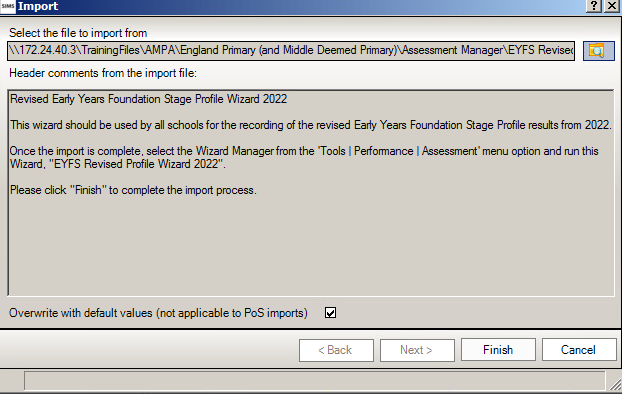 SIMS Import
Select the file to import from
\\172.24.40.3\TrainingFiles\AMPA\England Primary (and Middle Deemed Primary)\Assessment Manager\EYFS Revised
Header comments from the import file:
Revised Early Years Foundation Stage Profile Wizard 2022
This wizard should be used by all schools for the recording of the revised Early Years Foundation Stage Profile results from 2022.
Once the import is complete, select the Wizard Manager from the 'Tools | Performance | Assessment' menu option and run this
Wizard, "EYFS Revised Profile Wizard 2022".
Please click "Finish" to complete the import process.
Overwrite with default values (not applicable to PoS imports)
< Back Next > Finish Cancel